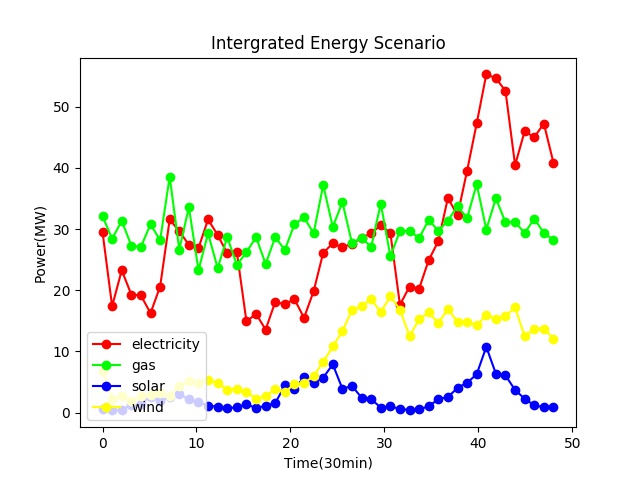 Intergrated Energy Scenario
Power(MW)
50
40
30
20
10
0
electricity
gas
solar
wind
0 10 20 30 40 50
Time(30min)